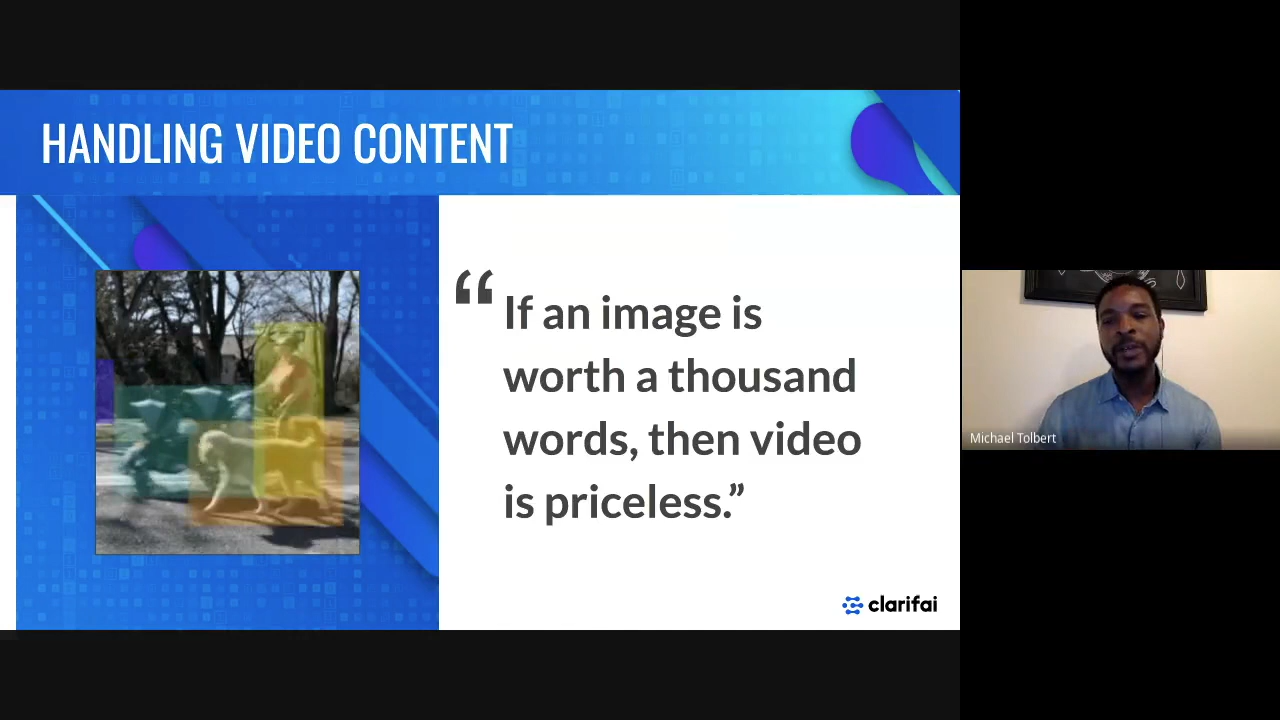 HANDLING VIDEO CONTENT
“ If an image is
worth a thousand
words, then video
is priceless.”
clarifai
Michael Tolbert